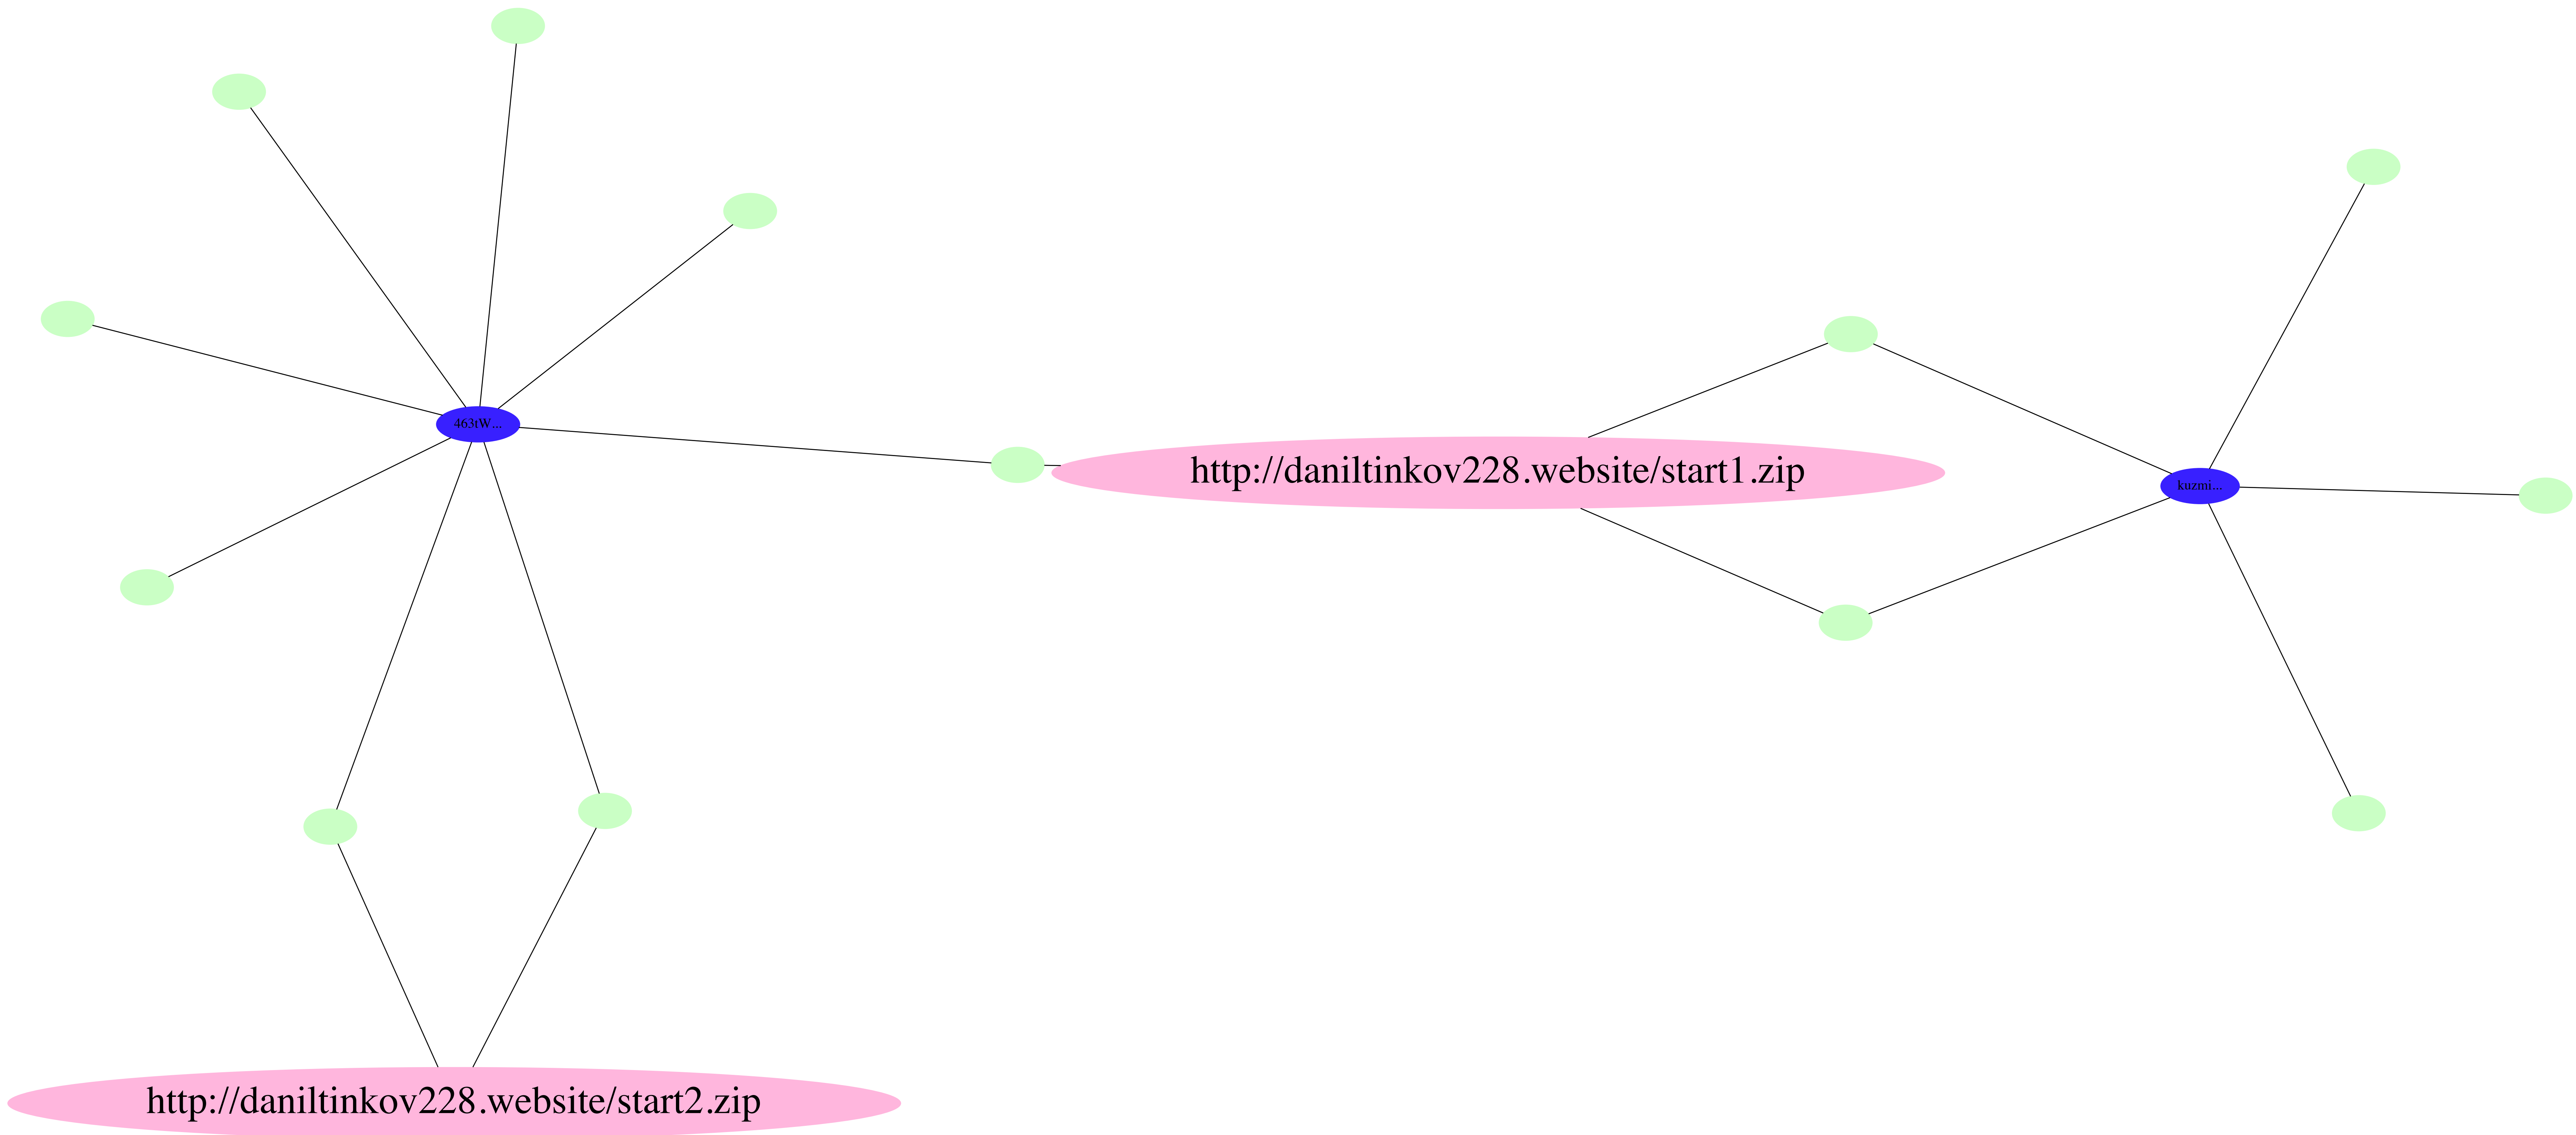 463tW...
http://daniltinkov228.website/start1.zip
kuzmi...
http://daniltinkov228.website/start2.zip